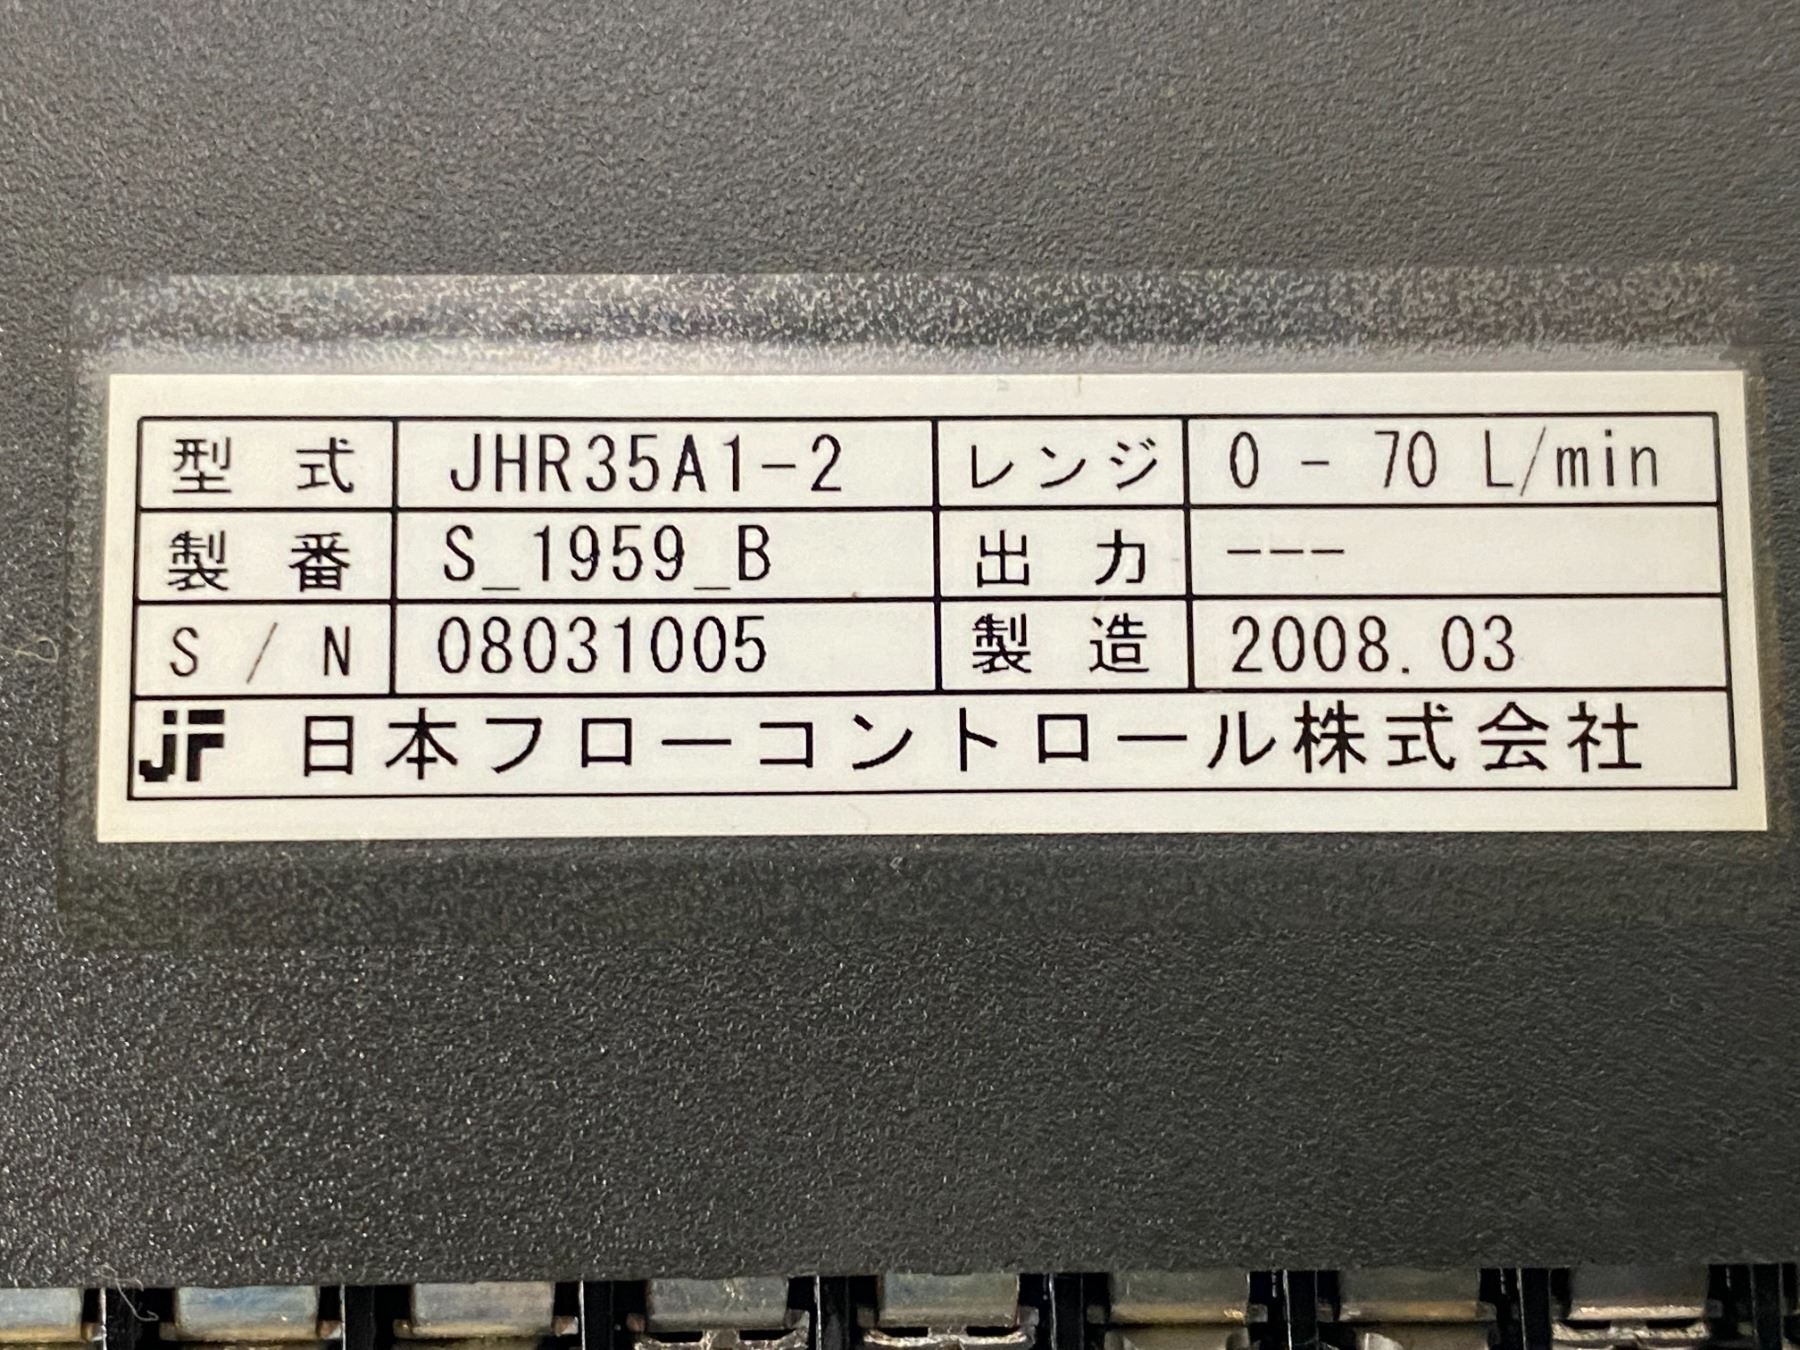 型式 JHR35A1-2 レンジ 0 - 70 L/min
製番 S_1959_B 出力 ---
S/N 08031005 製造 2008.03
JF 日本フローコントロール株式会社